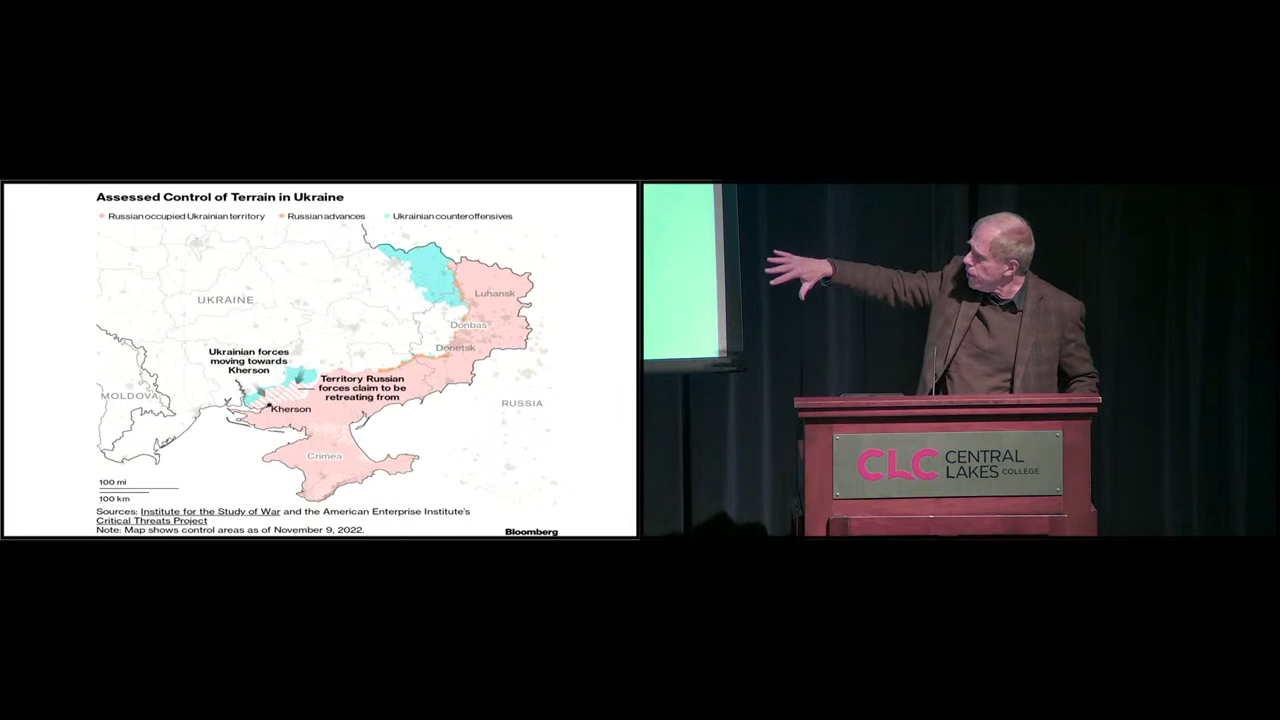 Assessed Control of Terrain in Ukraine
Russian occupied Ukrainian territory Russian advances Ukrainian counteroffensives
UKRAINE
Luhansk
Donbas
Donetsk
Ukrainian forces
moving towards
Kherson
Territory Russian
forces claim to be
retreating from
MOLDOVA
Kherson
RUSSIA
Crimea
100 mi
100 km
Sources: Institute for the Study of War and the American Enterprise Institute's
Critical Threats Project
Note: Map shows control areas as of November 9, 2022.
Bloomberg
CLC CENTRAL
LAKES COLLEGE